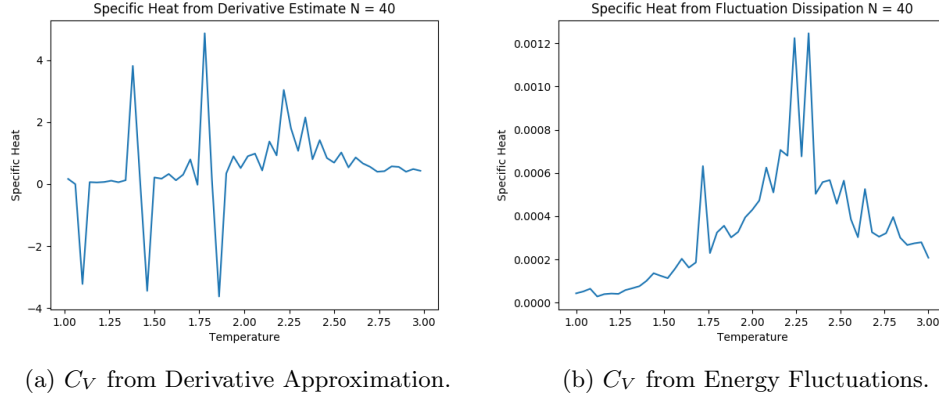 Specific Heat from Derivative Estimate N = 40
4
2
0
−2
−4
Specific Heat
1.00 1.25 1.50 1.75 2.00 2.25 2.50 2.75 3.00
Temperature
(a) C_V from Derivative Approximation.
Specific Heat from Fluctuation Dissipation N = 40
0.0012
0.0010
0.0008
0.0006
0.0004
0.0002
0.0000
Specific Heat
1.00 1.25 1.50 1.75 2.00 2.25 2.50 2.75 3.00
Temperature
(b) C_V from Energy Fluctuations.